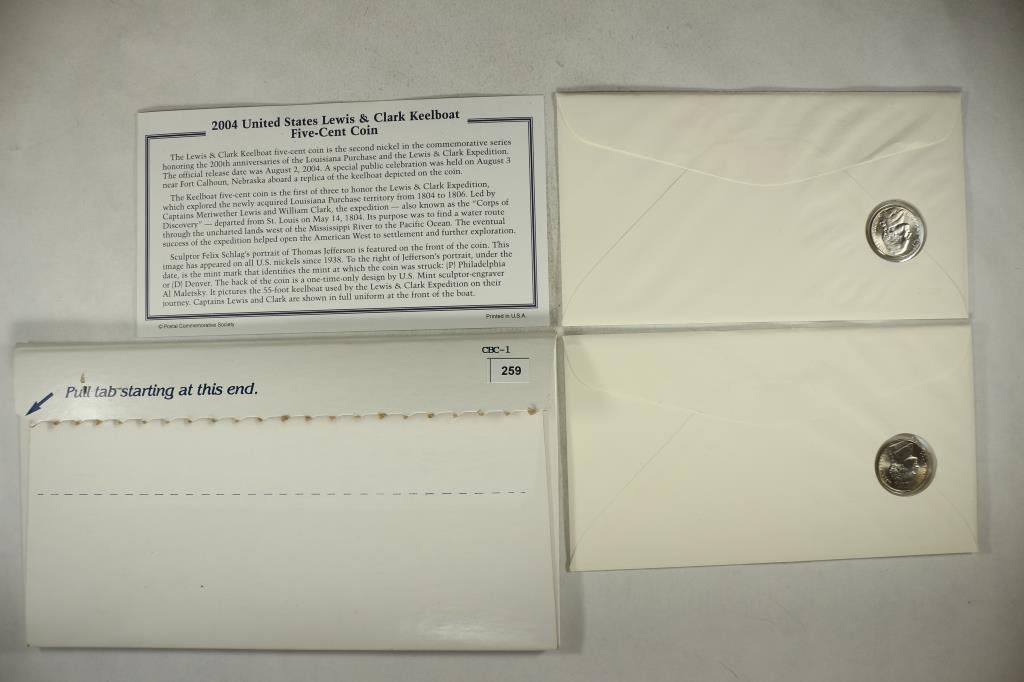 2004 United States Lewis & Clark Keelboat
Five-Cent Coin
The Lewis & Clark Keelboat five-cent coin is the second nickel in the commemorative series
honoring the 200th anniversaries of the Louisiana Purchase and the Lewis & Clark Expedition.
The official release date was August 2, 2004. A special public celebration was held on August 3
near Fort Calhoun, Nebraska aboard a replica of the keelboat depicted on the coin.
The Keelboat five-cent coin is the first of three to honor the Lewis & Clark Expedition,
which explored the newly acquired Louisiana Purchase territory from 1804 to 1806. Led by
Captains Meriwether Lewis and William Clark, the expedition — also known as the "Corps of
Discovery" — departed from St. Louis on May 14, 1804. Its purpose was to find a water route
through the uncharted lands west of the Mississippi River to the Pacific Ocean. The eventual
success of the expedition helped open the American West to settlement and further exploration.
Sculptor Felix Schlag's portrait of Thomas Jefferson is featured on the front of the coin. This
image has appeared on all U.S. nickels since 1938. To the right of Jefferson's portrait, under the
date, is the mint mark that identifies the mint at which the coin was struck: (P) Philadelphia
or (D) Denver. The back of the coin is a one-time-only design by U.S. Mint sculptor-engraver
Al Maletsky. It pictures the 55-foot keelboat used by the Lewis & Clark Expedition on their
journey. Captains Lewis and Clark are shown in full uniform at the front of the boat.
© Postal Commemorative Society
Printed in U.S.A.
CBC-1
259
Pull tab starting at this end.